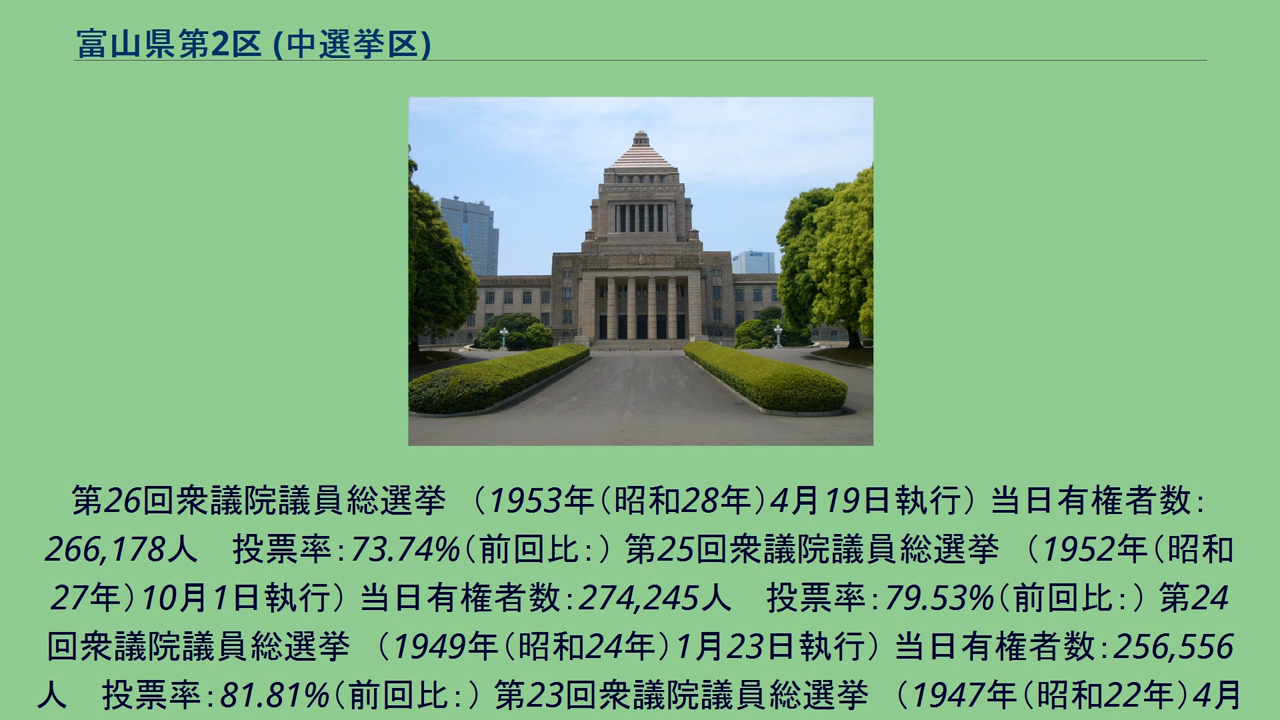 富山県第2区 (中選挙区)
第26回衆議院議員総選挙 （1953年（昭和28年）4月19日執行） 当日有権者数：
266,178人　投票率：73.74%（前回比：） 第25回衆議院議員総選挙 （1952年（昭和
27年）10月1日執行） 当日有権者数：274,245人　投票率：79.53%（前回比：） 第24
回衆議院議員総選挙 （1949年（昭和24年）1月23日執行） 当日有権者数：256,556
人　投票率：81.81%（前回比：） 第23回衆議院議員総選挙 （1947年（昭和22年）4月